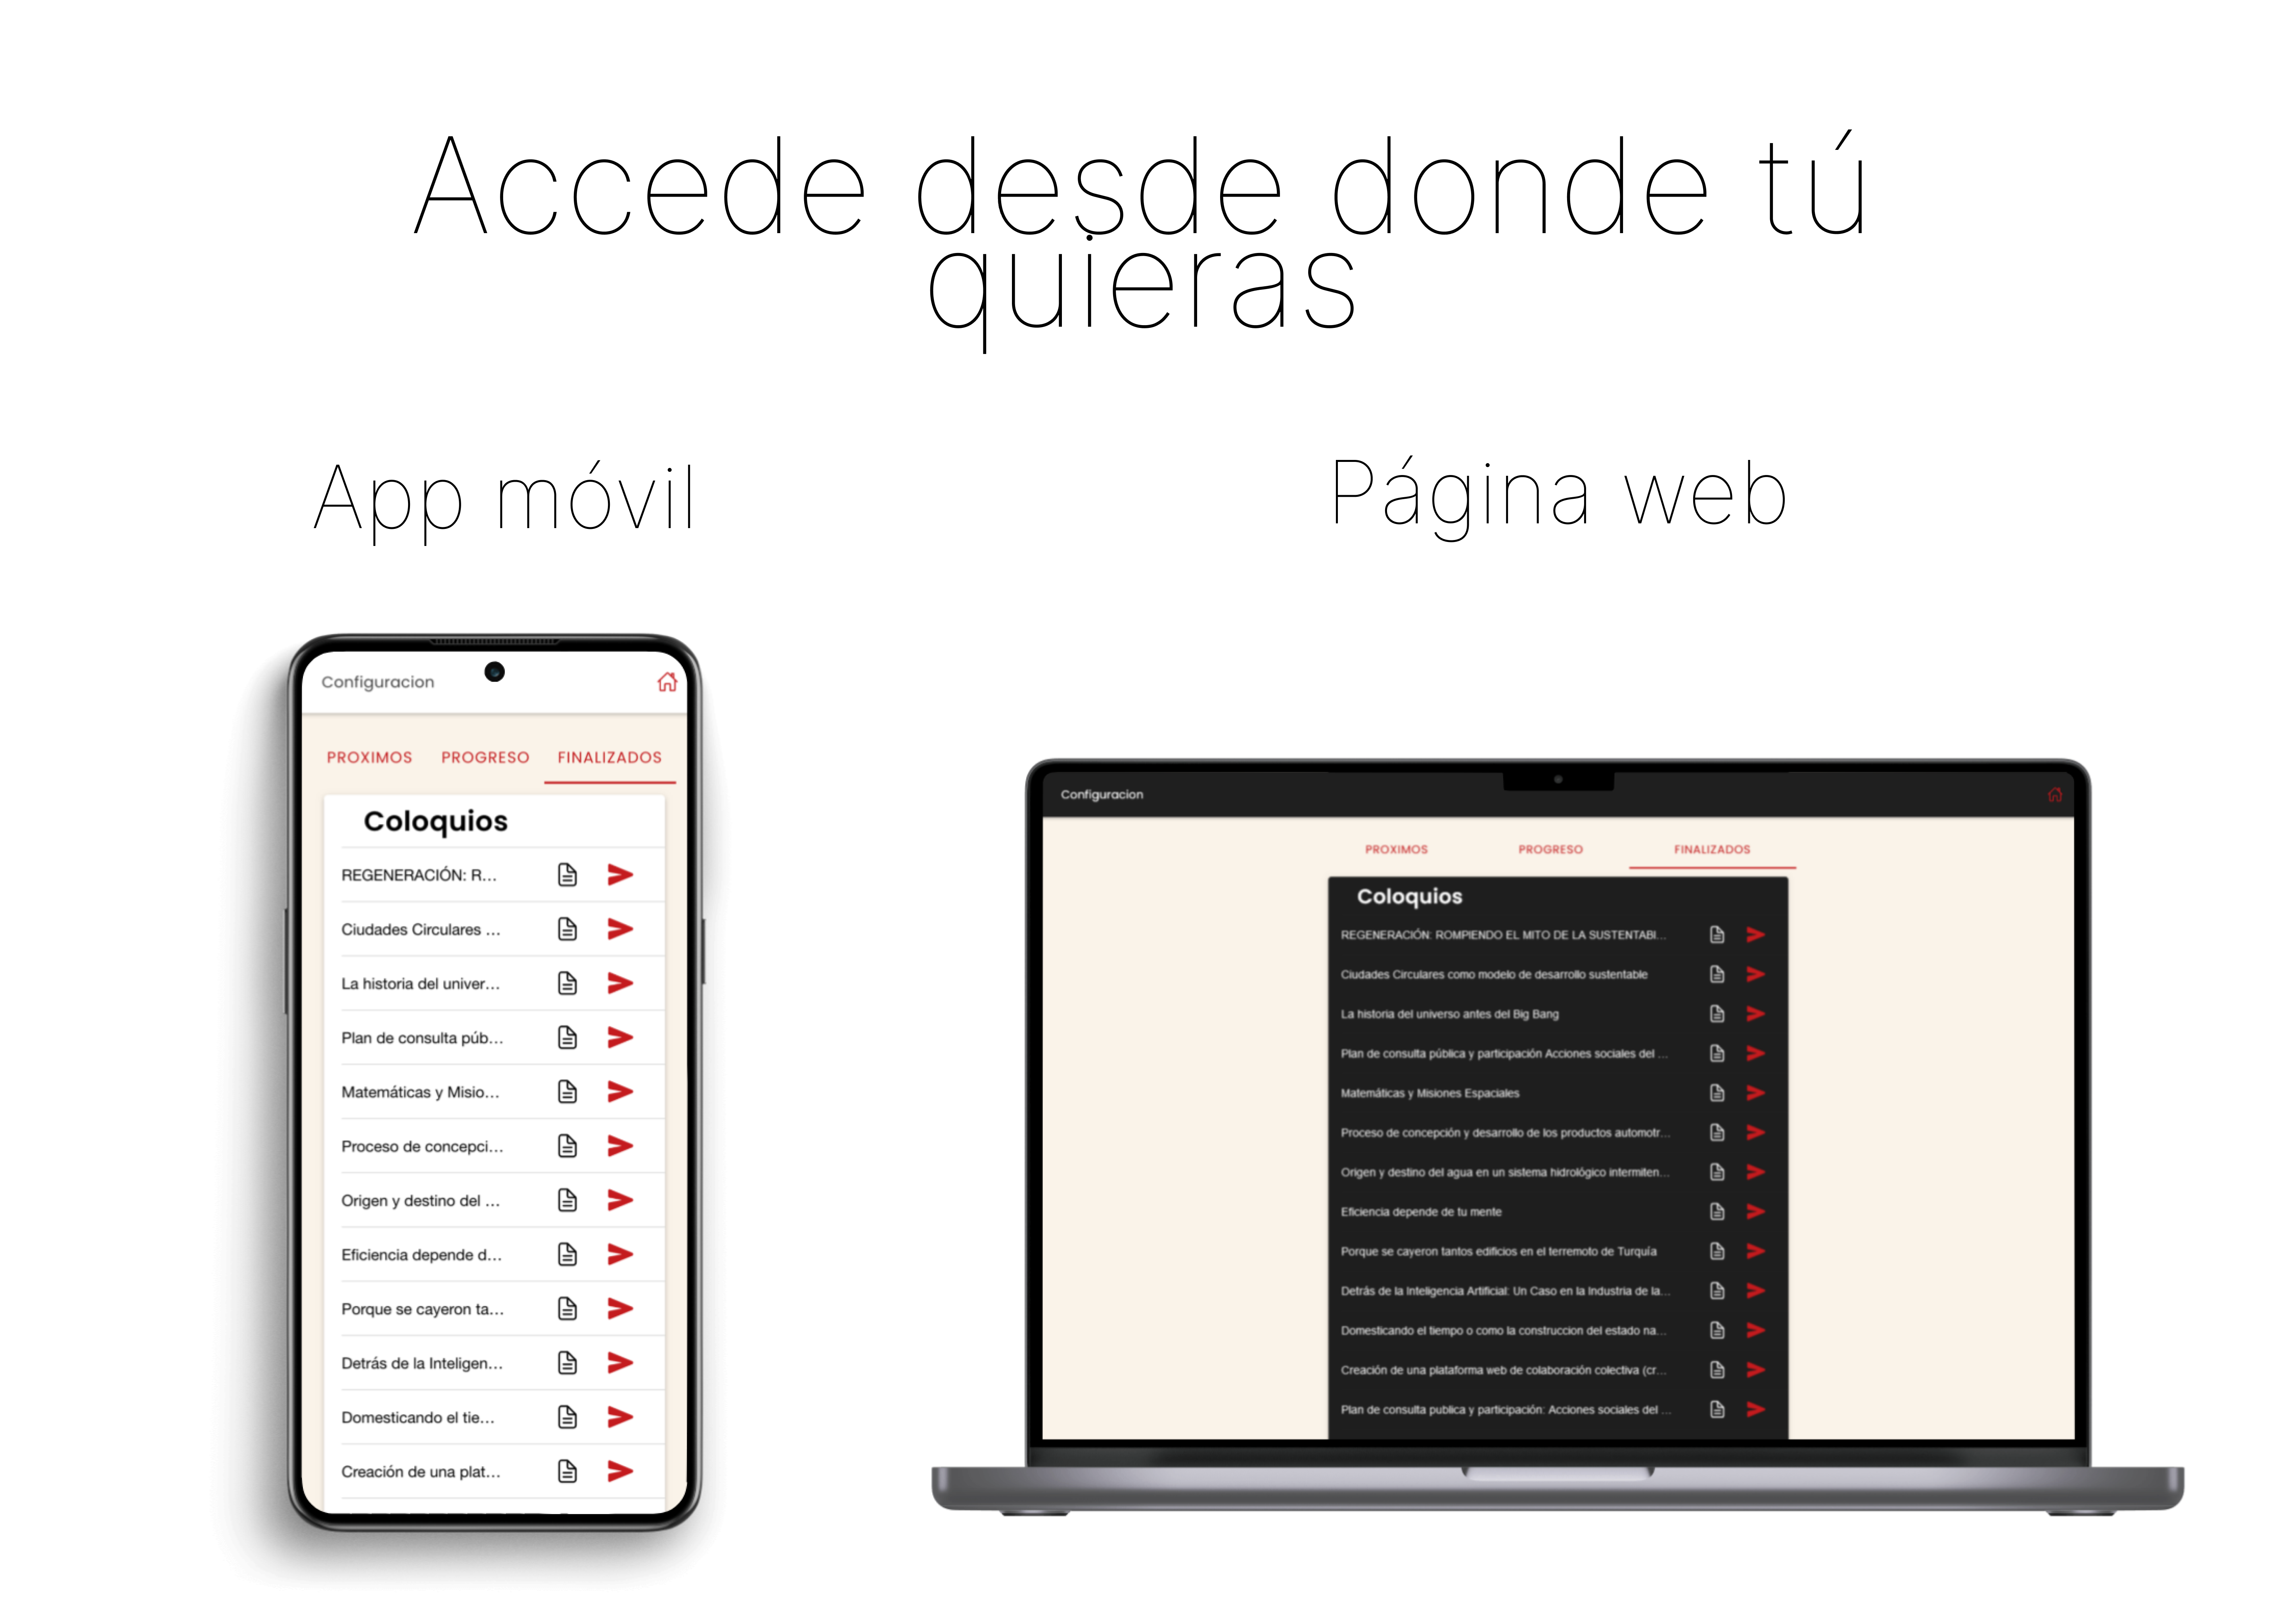 Accede desde donde tú
quieras
App móvil
Página web
Configuracion
PROXIMOS PROGRESO FINALIZADOS
Coloquios
REGENERACIÓN: R...
Ciudades Circulares ...
La historia del univer...
Plan de consulta púb...
Matemáticas y Misio...
Proceso de concepci...
Origen y destino del ...
Eficiencia depende d...
Porque se cayeron ta...
Detrás de la Inteligen...
Domesticando el tie...
Creación de una plat...
Configuracion
PROXIMOS PROGRESO FINALIZADOS
Coloquios
REGENERACIÓN: ROMPIENDO EL MITO DE LA SUSTENTABI...
Ciudades Circulares como modelo de desarrollo sustentable
La historia del universo antes del Big Bang
Plan de consulta pública y participación Acciones sociales del ...
Matemáticas y Misiones Espaciales
Proceso de concepción y desarrollo de los productos automotr...
Origen y destino del agua en un sistema hidrológico intermiten...
Eficiencia depende de tu mente
Porque se cayeron tantos edificios en el terremoto de Turquía
Detrás de la Inteligencia Artificial: Un Caso en la Industria de la...
Domesticando el tiempo o como la construccion del estado na...
Creación de una plataforma web de colaboración colectiva (cr...
Plan de consulta publica y participación: Acciones sociales del ...